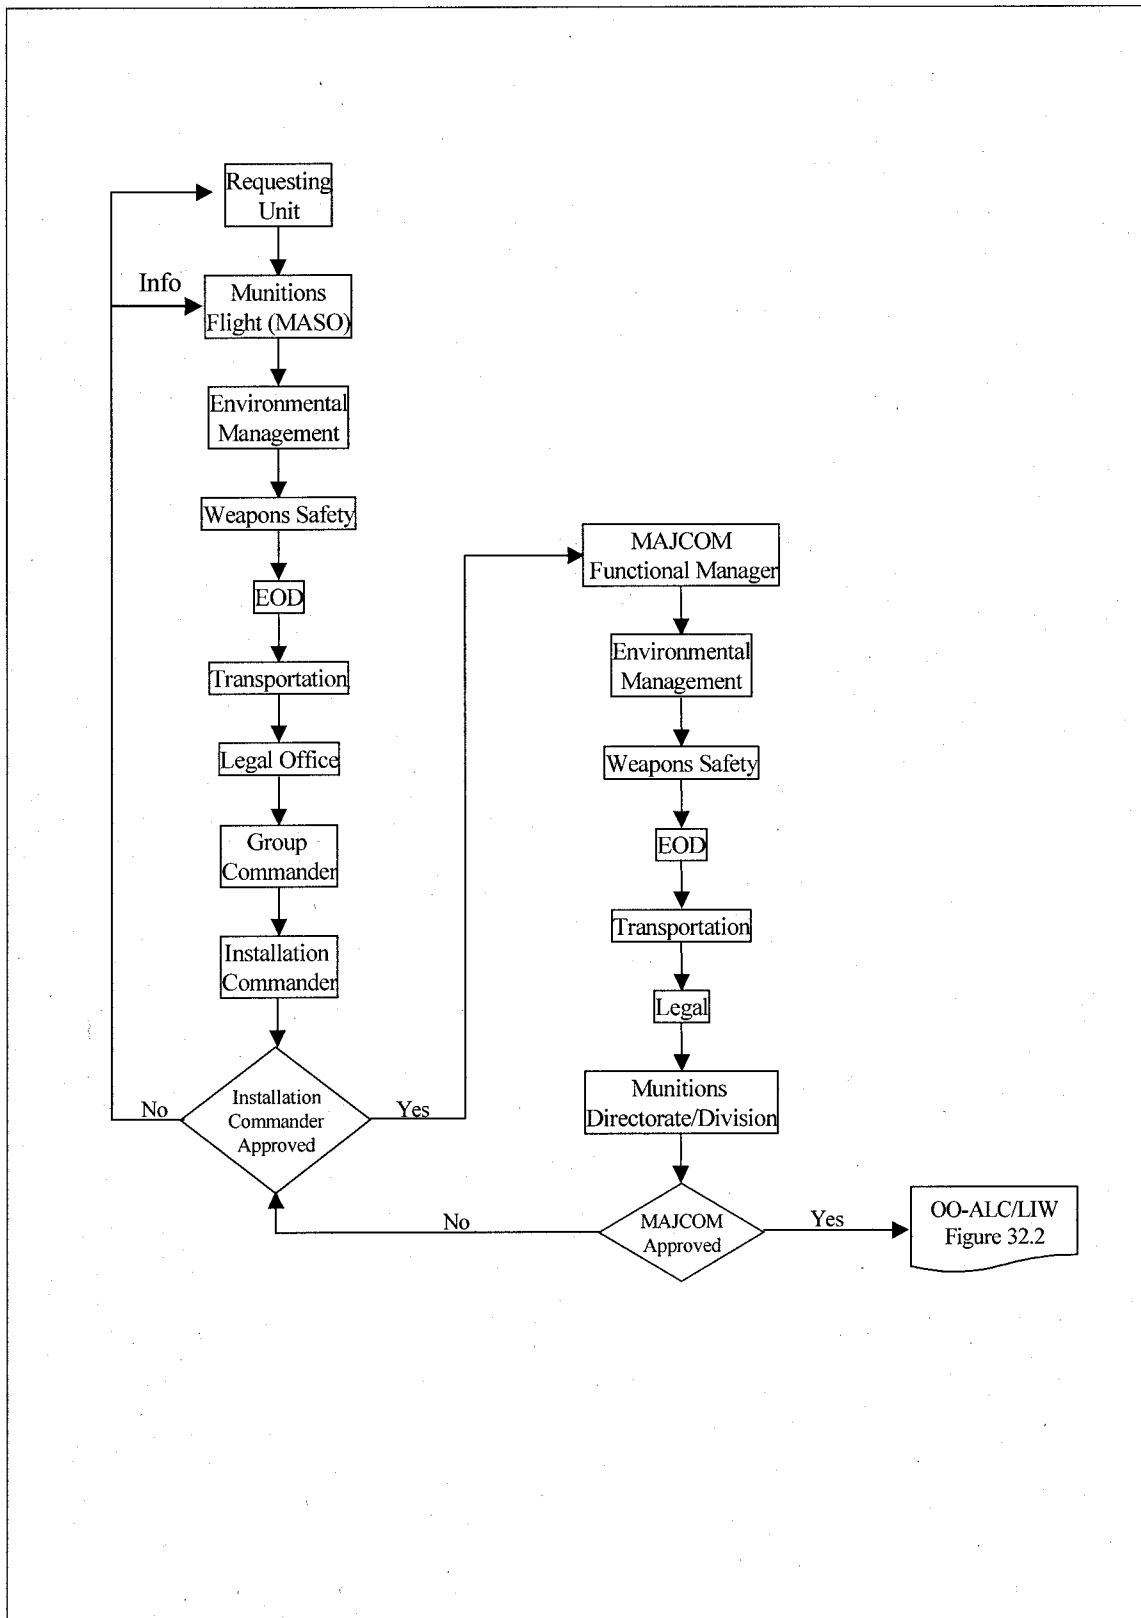 Requesting
Unit
Info
Munitions
Flight (MASO)
Environmental
Management
Weapons Safety
EOD
Transportation
Legal Office
Group
Commander
Installation
Commander
Installation
Commander
Approved
No
Yes
MAJCOM
Functional Manager
Environmental
Management
Weapons Safety
EOD
Transportation
Legal
Munitions
Directorate/Division
MAJCOM
Approved
No
Yes
OO-ALC/LIW
Figure 32.2